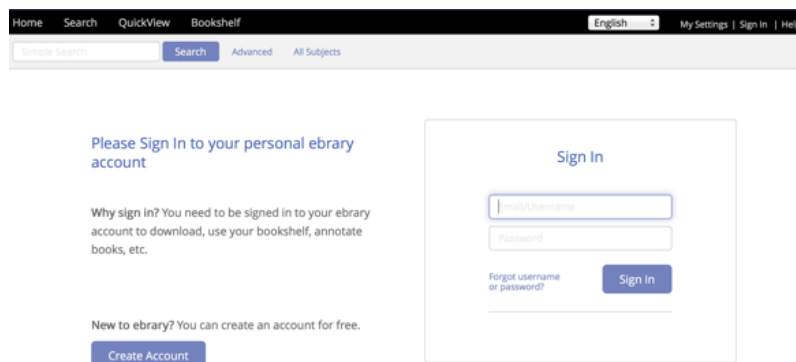 Home Search QuickView Bookshelf English My Settings | Sign In | Hel
Simple Search Search Advanced All Subjects
Please Sign In to your personal ebrary
account
Why sign in? You need to be signed in to your ebrary
account to download, use your bookshelf, annotate
books, etc.
New to ebrary? You can create an account for free.
Create Account
Sign In
Email/Username
Password
Forgot username
or password?
Sign In